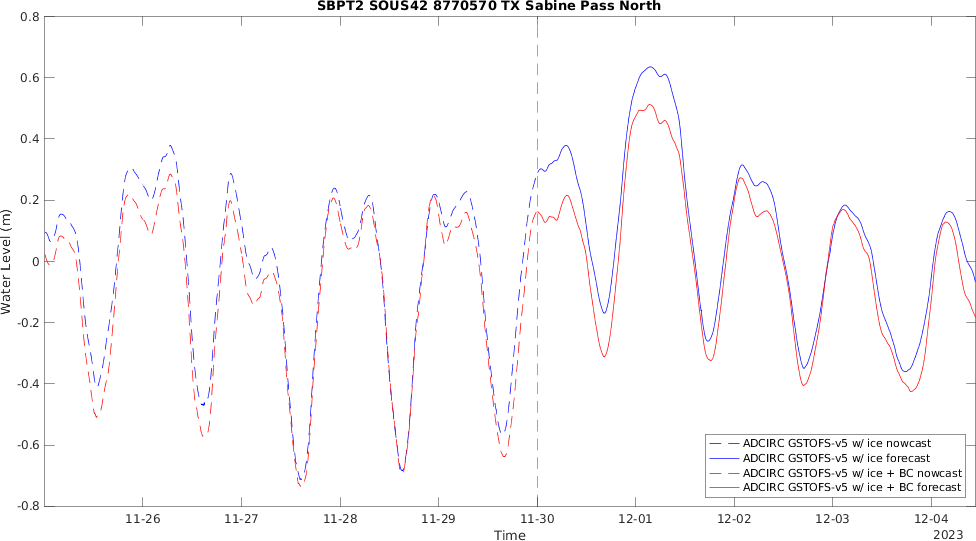 SBPT2 SOUS42 8770570 TX Sabine Pass North
0.8
0.6
0.4
0.2
0
-0.2
-0.4
-0.6
-0.8
Water Level (m)
11-26
11-27
11-28
11-29
11-30
12-01
12-02
12-03
12-04
Time
2023
ADCIRC GSTOFS-v5 w/ ice nowcast
ADCIRC GSTOFS-v5 w/ ice forecast
ADCIRC GSTOFS-v5 w/ ice + BC nowcast
ADCIRC GSTOFS-v5 w/ ice + BC forecast